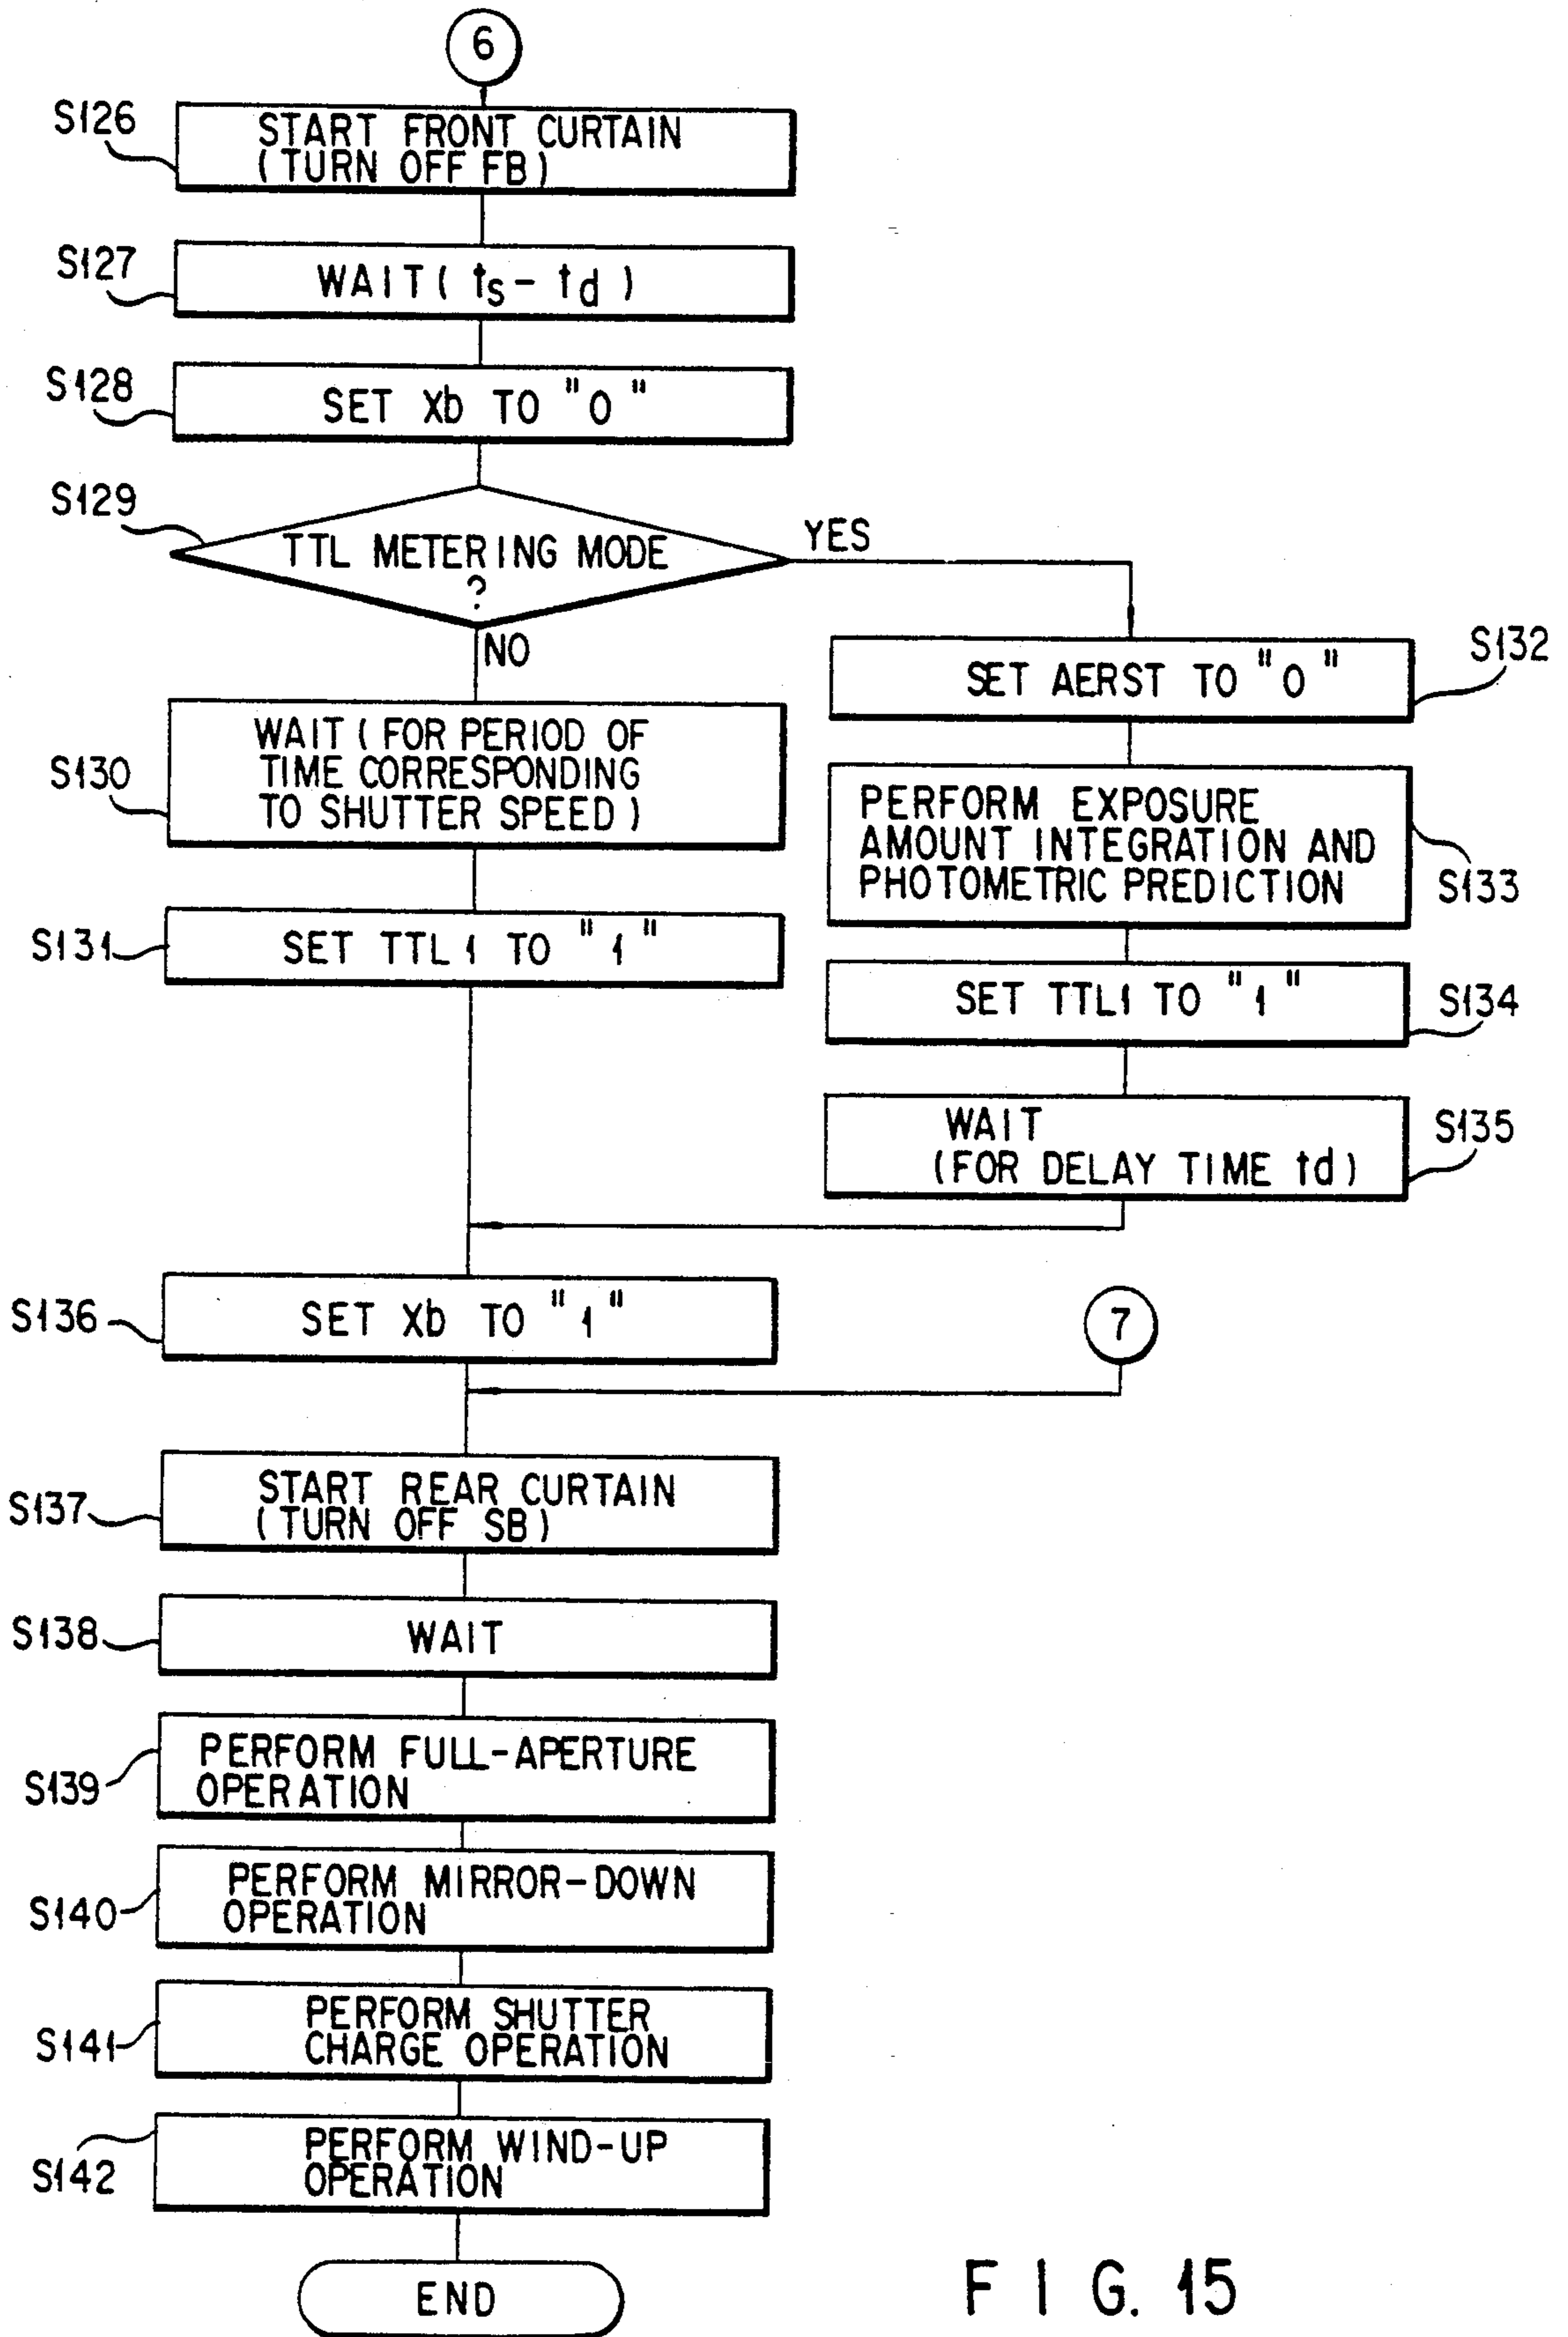 6
S126
START FRONT CURTAIN
(TURN OFF FB)
S127
WAIT ( ts - td )
S128
SET Xb TO "0"
S129
TTL METERING MODE
?
YES
NO
S130
WAIT ( FOR PERIOD OF
TIME CORRESPONDING
TO SHUTTER SPEED )
S131
SET TTL1 TO "1"
S132
SET AERST TO "0"
S133
PERFORM EXPOSURE
AMOUNT INTEGRATION AND
PHOTOMETRIC PREDICTION
S134
SET TTL1 TO "1"
S135
WAIT
(FOR DELAY TIME td)
S136
SET Xb TO "1"
7
S137
START REAR CURTAIN
(TURN OFF SB)
S138
WAIT
S139
PERFORM FULL-APERTURE
OPERATION
S140
PERFORM MIRROR-DOWN
OPERATION
S141
PERFORM SHUTTER
CHARGE OPERATION
S142
PERFORM WIND-UP
OPERATION
END
FIG. 15